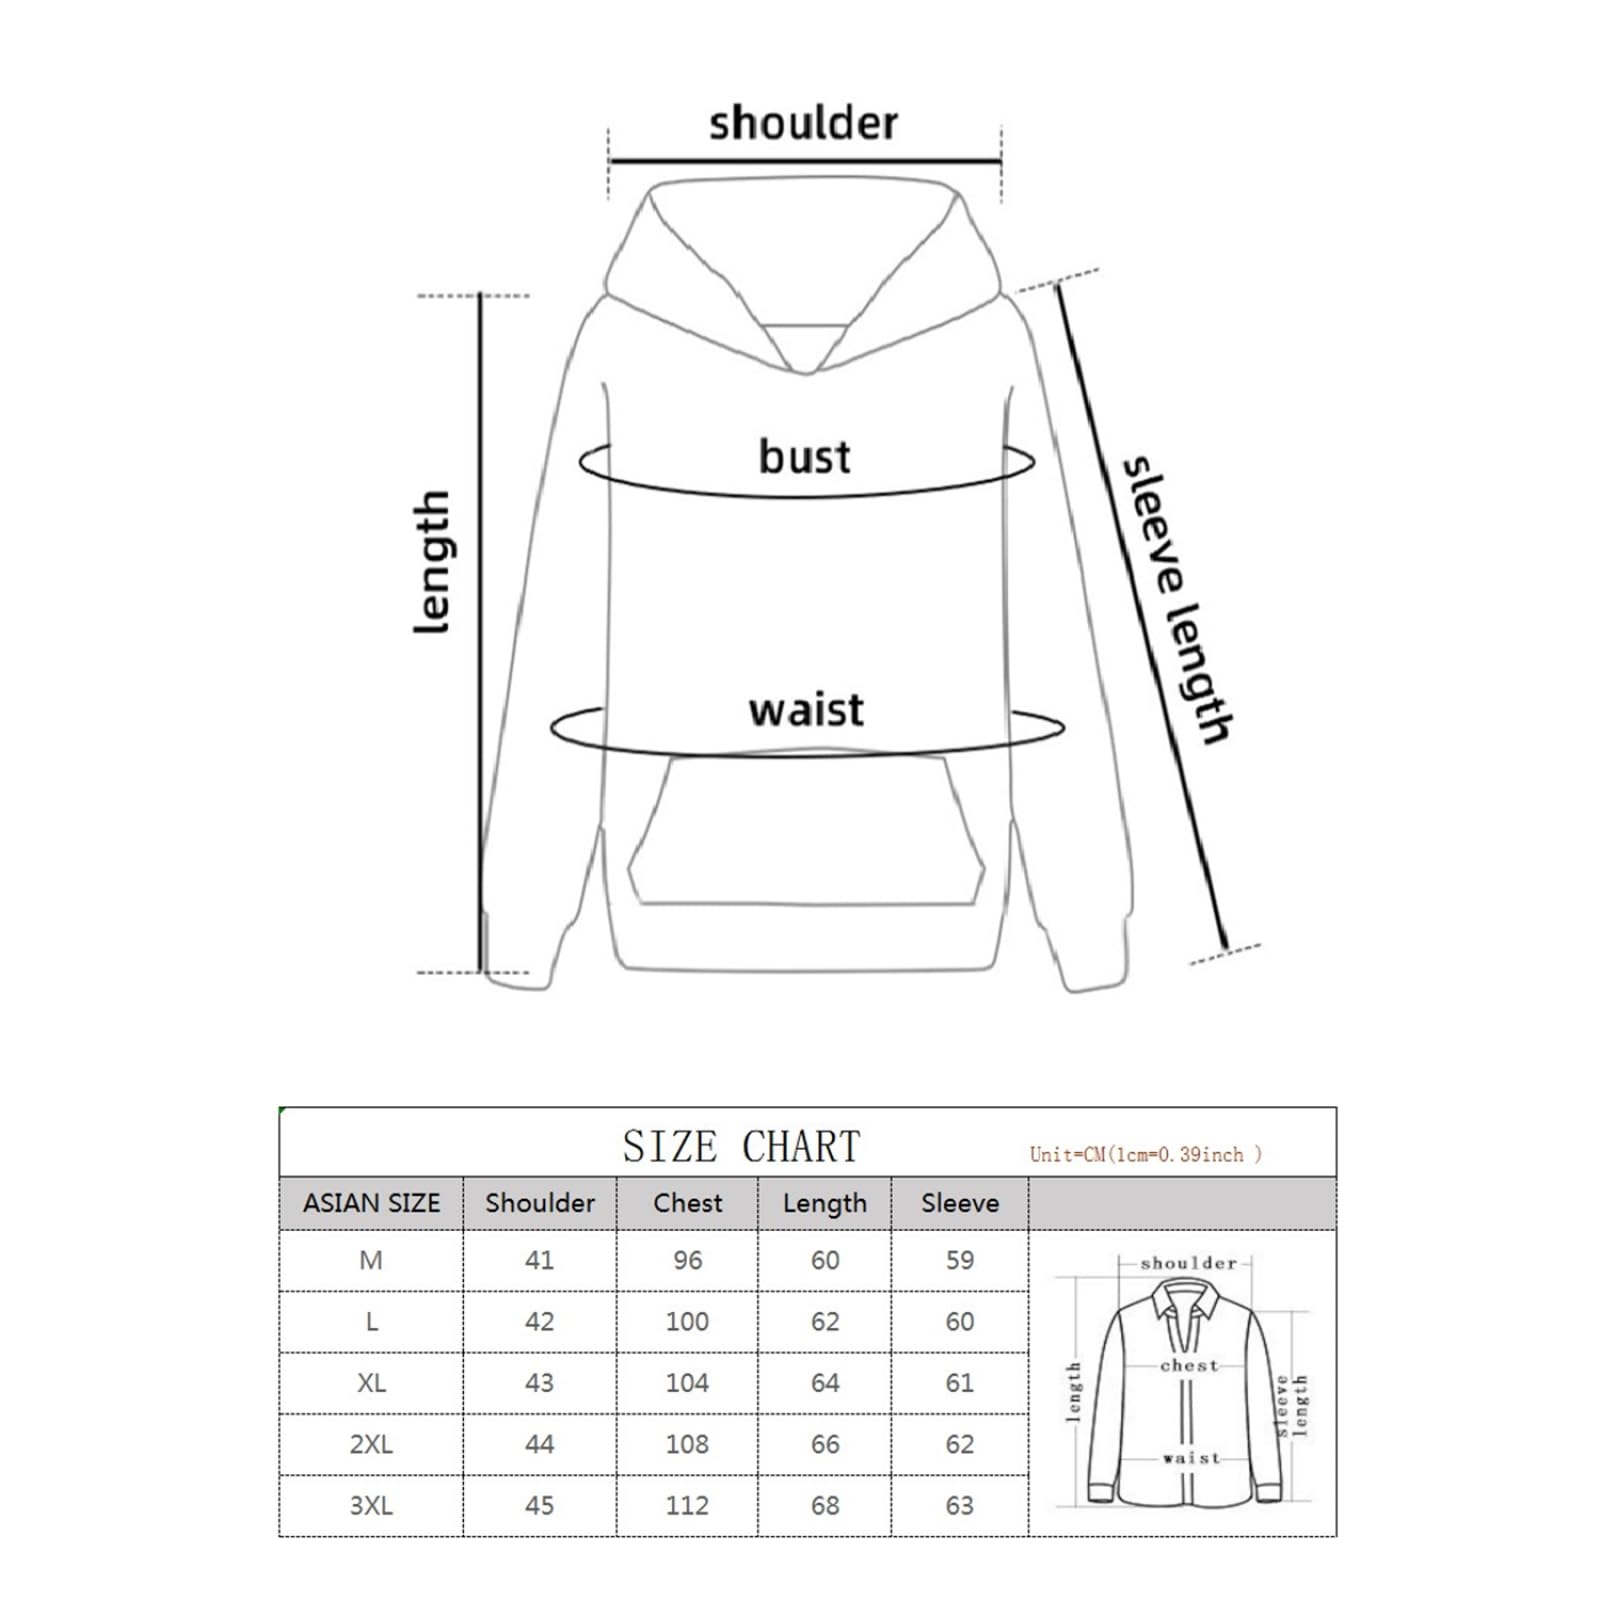 shoulder
bust
length
sleeve length
waist
SIZE CHART
Unit=CM(1cm=0.39inch )
ASIAN SIZE Shoulder Chest Length Sleeve
M 41 96 60 59
L 42 100 62 60
XL 43 104 64 61
2XL 44 108 66 62
3XL 45 112 68 63
shoulder
chest
length
sleeve
length
waist